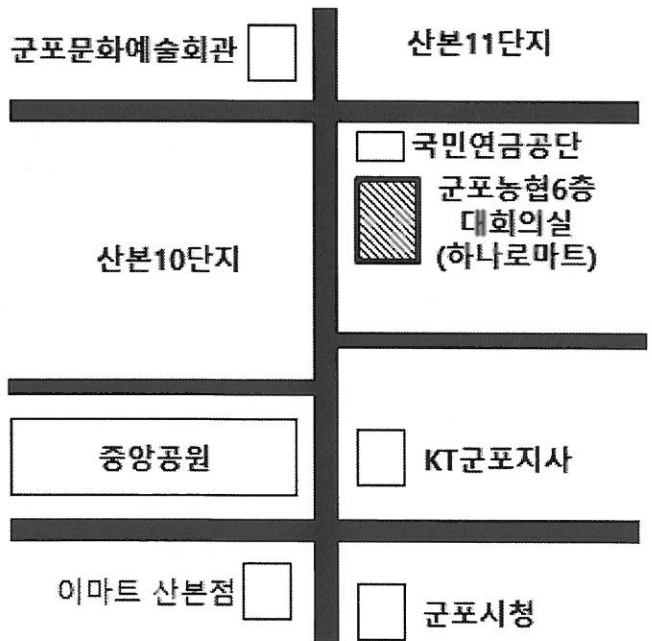 군포문화예술회관
산본11단지
국민연금공단
군포농협6층
대회의실
(하나로마트)
산본10단지
중앙공원
KT군포지사
이마트 산본점
군포시청